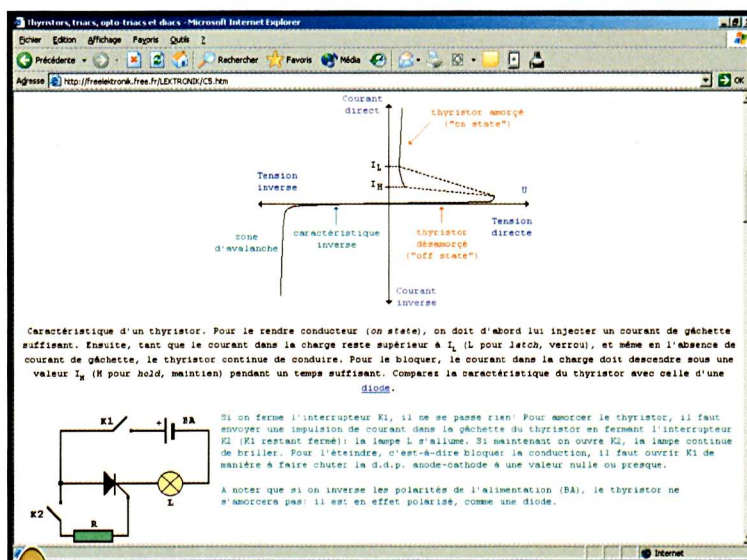 Thyristors, triacs, opto-triacs et diacs - Microsoft Internet Explorer
Fichier Edition Affichage Favoris Outils ?
Précédente Rechercher Favoris Média
Adresse http://freelektronik.free.fr/LEKTRONIK/C5.htm OK
Courant
direct
thyristor amorcé
("on state")
I_L
I_H
Tension
inverse
U
Tension
directe
zone
d'avalanche
caractéristique
inverse
thyristor
désamorcé
("off state")
Courant
inverse
Caractéristique d'un thyristor. Pour le rendre conducteur (on state), on doit d'abord lui injecter un courant de gâchette
suffisant. Ensuite, tant que le courant dans la charge reste supérieur à I_L (L pour latch, verrou), et même en l'absence de
courant de gâchette, le thyristor continue de conduire. Pour le bloquer, le courant dans la charge doit descendre sous une
valeur I_H (H pour hold, maintien) pendant un temps suffisant. Comparez la caractéristique du thyristor avec celle d'une
diode.
K1
+ BA
L
K2
R
Si on ferme l'interrupteur K1, il ne se passe rien! Pour amorcer le thyristor, il faut
envoyer une impulsion de courant dans la gâchette du thyristor en fermant l'interrupteur
K2 (K1 restant fermé): la lampe L s'allume. Si maintenant on ouvre K2, la lampe continue
de briller. Pour l'éteindre, c'est-à-dire bloquer la conduction, il faut ouvrir K1 de
manière à faire chuter la d.d.p. anode-cathode à une valeur nulle ou presque.
A noter que si on inverse les polarités de l'alimentation (BA), le thyristor ne
s'amorcera pas: il est en effet polarisé, comme une diode.
Internet